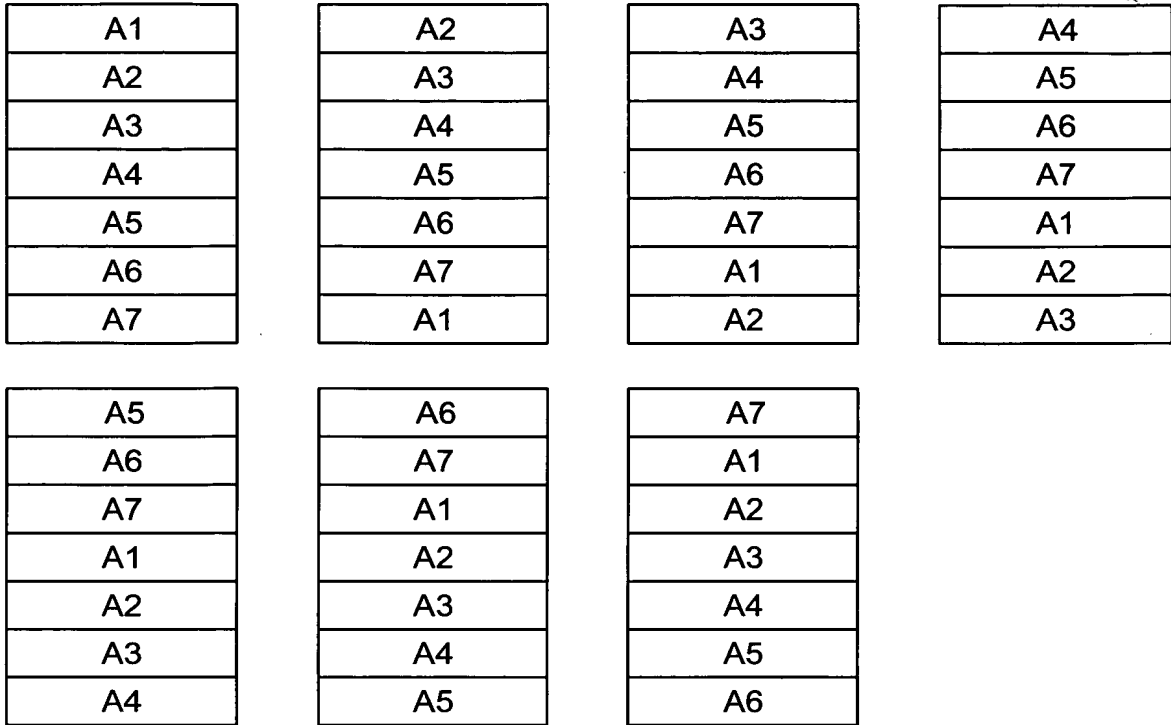 A1 A2 A3 A4
A2 A3 A4 A5
A3 A4 A5 A6
A4 A5 A6 A7
A5 A6 A7 A1
A6 A7 A1 A2
A7 A1 A2 A3
A5 A6 A7
A6 A7 A1
A7 A1 A2
A1 A2 A3
A2 A3 A4
A3 A4 A5
A4 A5 A6